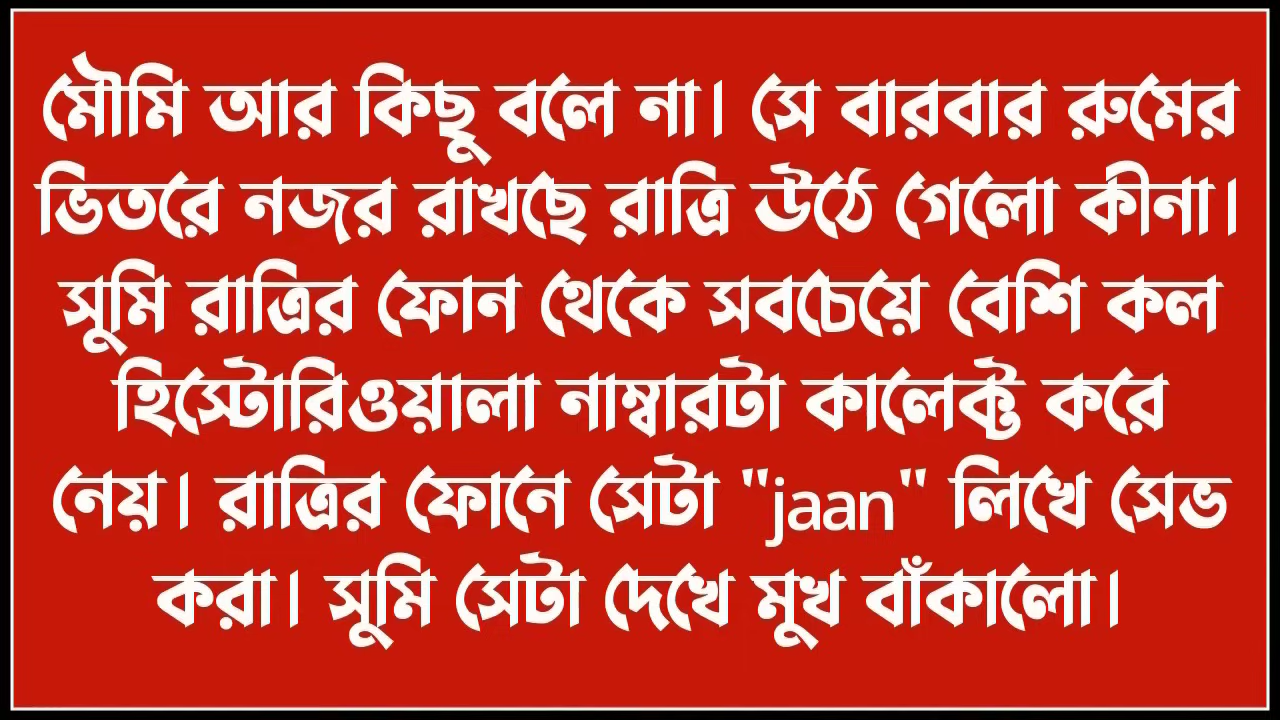 মৌমি আর কিছু বলে না। সে বারবার রুমের
ভিতরে নজর রাখছে রাত্রি উঠে গেলো কীনা।
সুমি রাত্রির ফোন থেকে সবচেয়ে বেশি কল
হিস্টোরিওয়ালা নাম্বারটা কালেক্ট করে
নেয়। রাত্রির ফোনে সেটা "jaan" লিখে সেভ
করা। সুমি সেটা দেখে মুখ বাঁকালো।